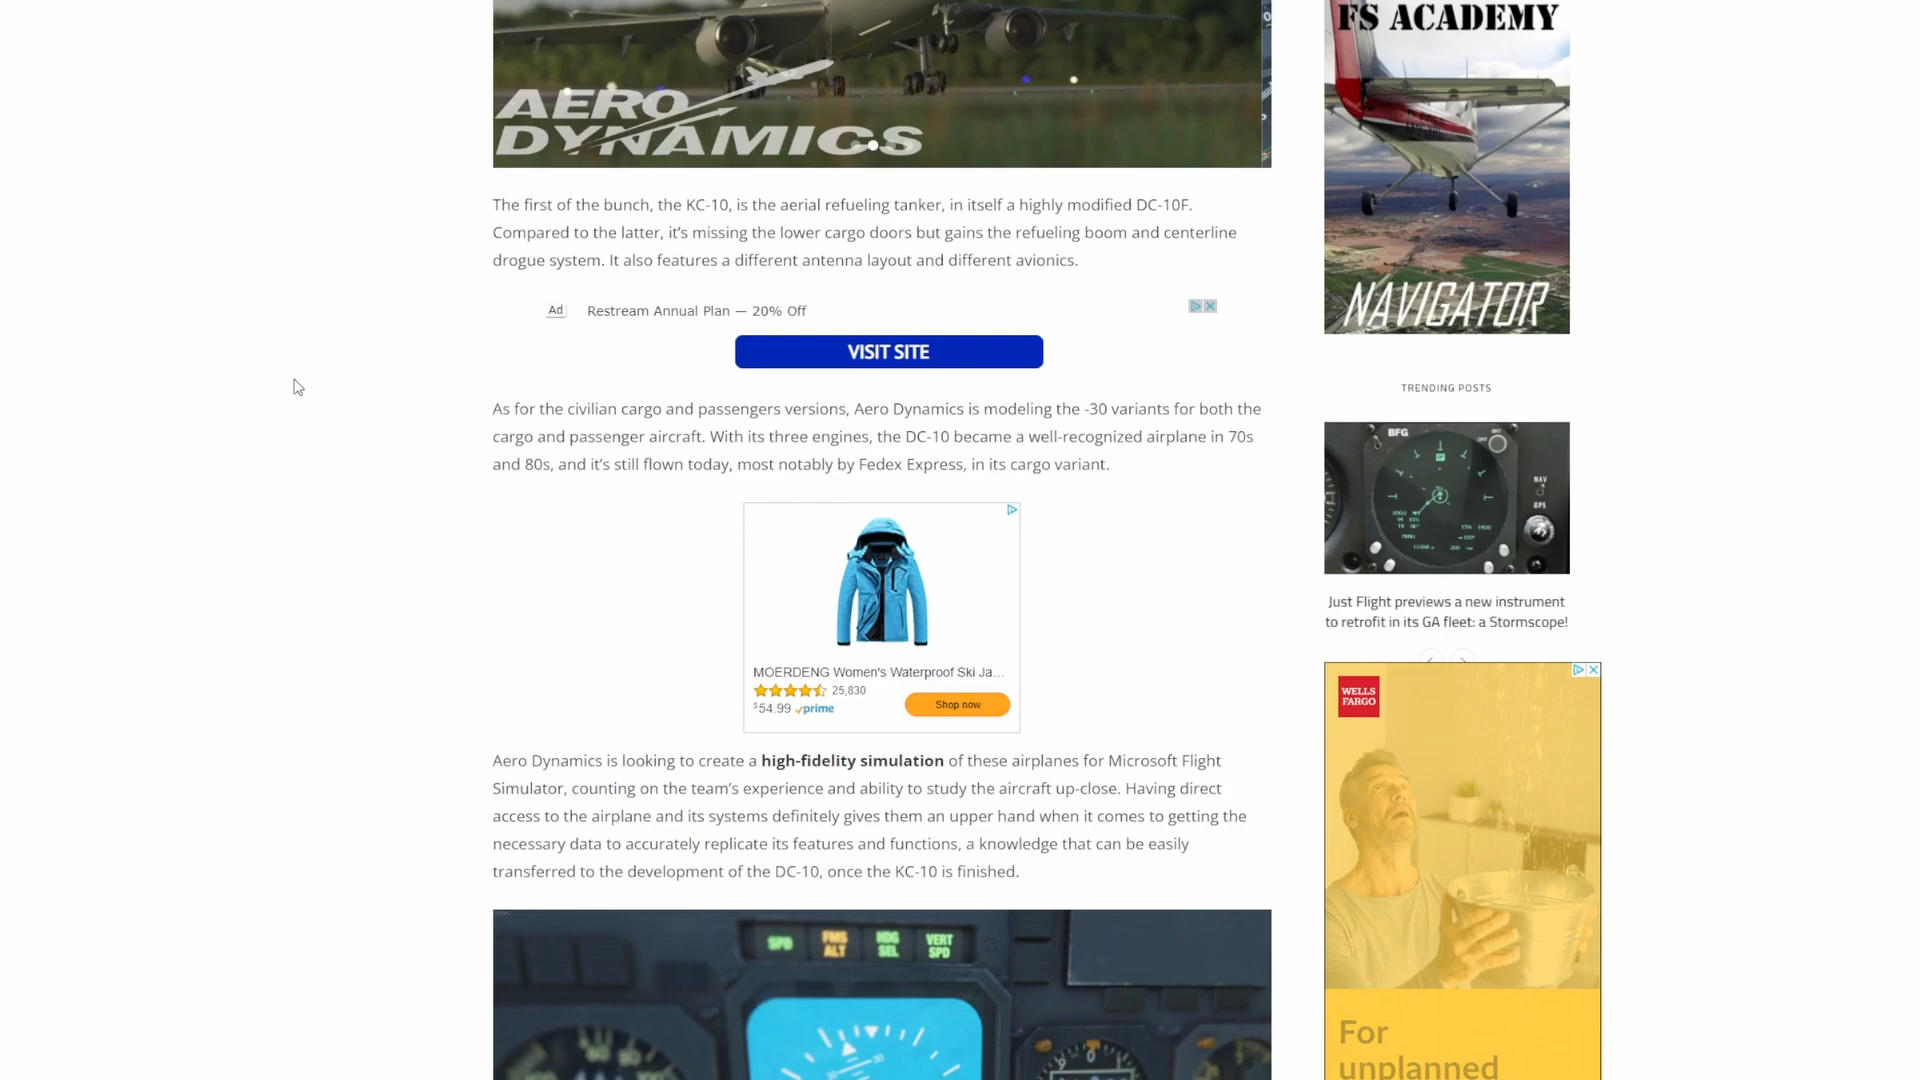 AERO
DYNAMICS
The first of the bunch, the KC-10, is the aerial refueling tanker, in itself a highly modified DC-10F.
Compared to the latter, it’s missing the lower cargo doors but gains the refueling boom and centerline
drogue system. It also features a different antenna layout and different avionics.
Ad
Restream Annual Plan — 20% Off
VISIT SITE
As for the civilian cargo and passengers versions, Aero Dynamics is modeling the -30 variants for both the
cargo and passenger aircraft. With its three engines, the DC-10 became a well-recognized airplane in 70s
and 80s, and it’s still flown today, most notably by Fedex Express, in its cargo variant.
MOERDENG Women's Waterproof Ski Ja...
25,830
$54.99 prime
Shop now
Aero Dynamics is looking to create a high-fidelity simulation of these airplanes for Microsoft Flight
Simulator, counting on the team’s experience and ability to study the aircraft up-close. Having direct
access to the airplane and its systems definitely gives them an upper hand when it comes to getting the
necessary data to accurately replicate its features and functions, a knowledge that can be easily
transferred to the development of the DC-10, once the KC-10 is finished.
SPD
FMS
ALT
HDG
SEL
VERT
SPD
FS ACADEMY
NAVIGATOR
TRENDING POSTS
BFG
NAV
GPS
Just Flight previews a new instrument
to retrofit in its GA fleet: a Stormscope!
WELLS
FARGO
For
unplanned